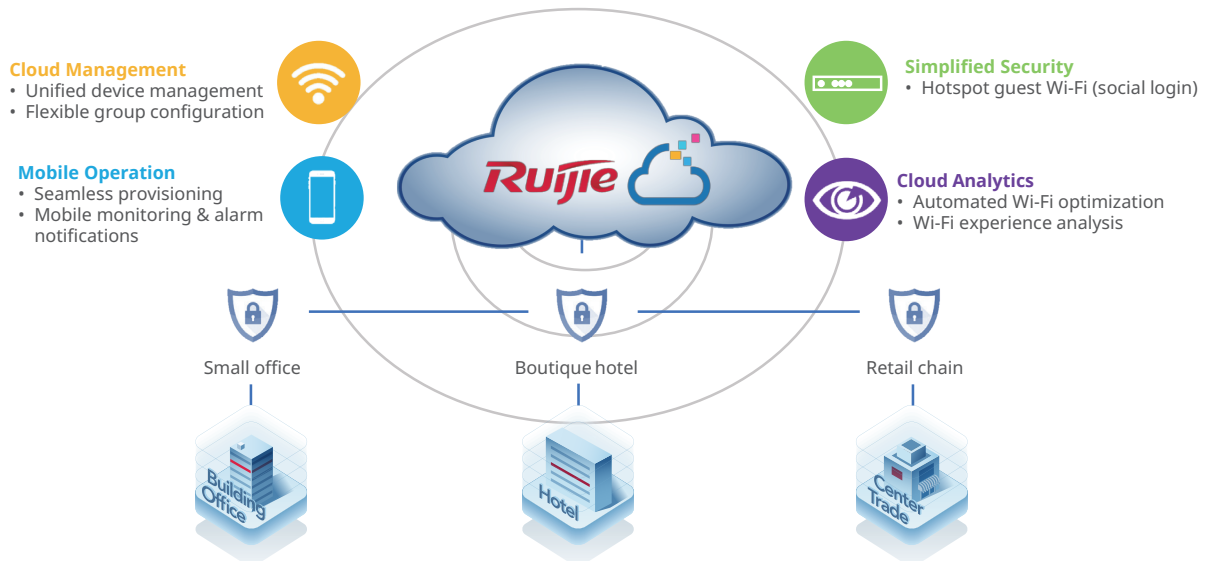 Cloud Management
• Unified device management
• Flexible group configuration
Mobile Operation
• Seamless provisioning
• Mobile monitoring & alarm
notifications
Ruijie
Simplified Security
• Hotspot guest Wi-Fi (social login)
Cloud Analytics
• Automated Wi-Fi optimization
• Wi-Fi experience analysis
Small office
Boutique hotel
Retail chain
Building
Office
Hotel
Center
Trade